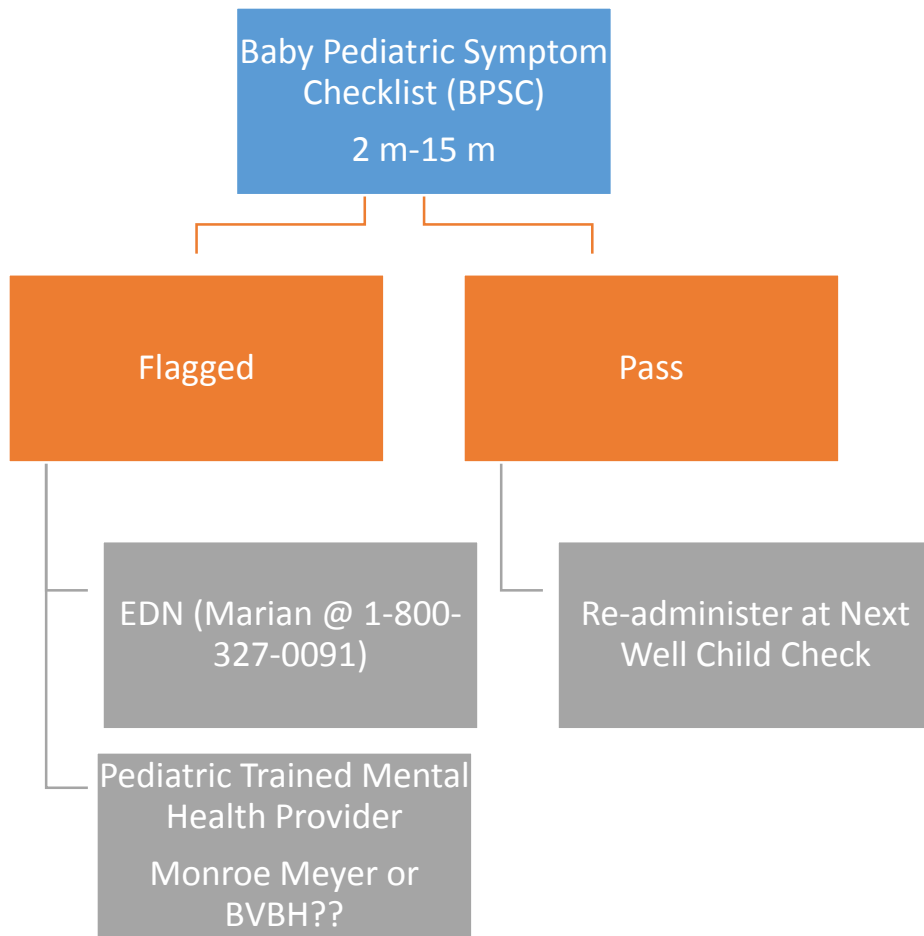 Baby Pediatric Symptom
Checklist (BPSC)
2 m-15 m
Flagged
Pass
EDN (Marian @ 1-800-
327-0091)
Re-administer at Next
Well Child Check
Pediatric Trained Mental
Health Provider
Monroe Meyer or
BVBH??